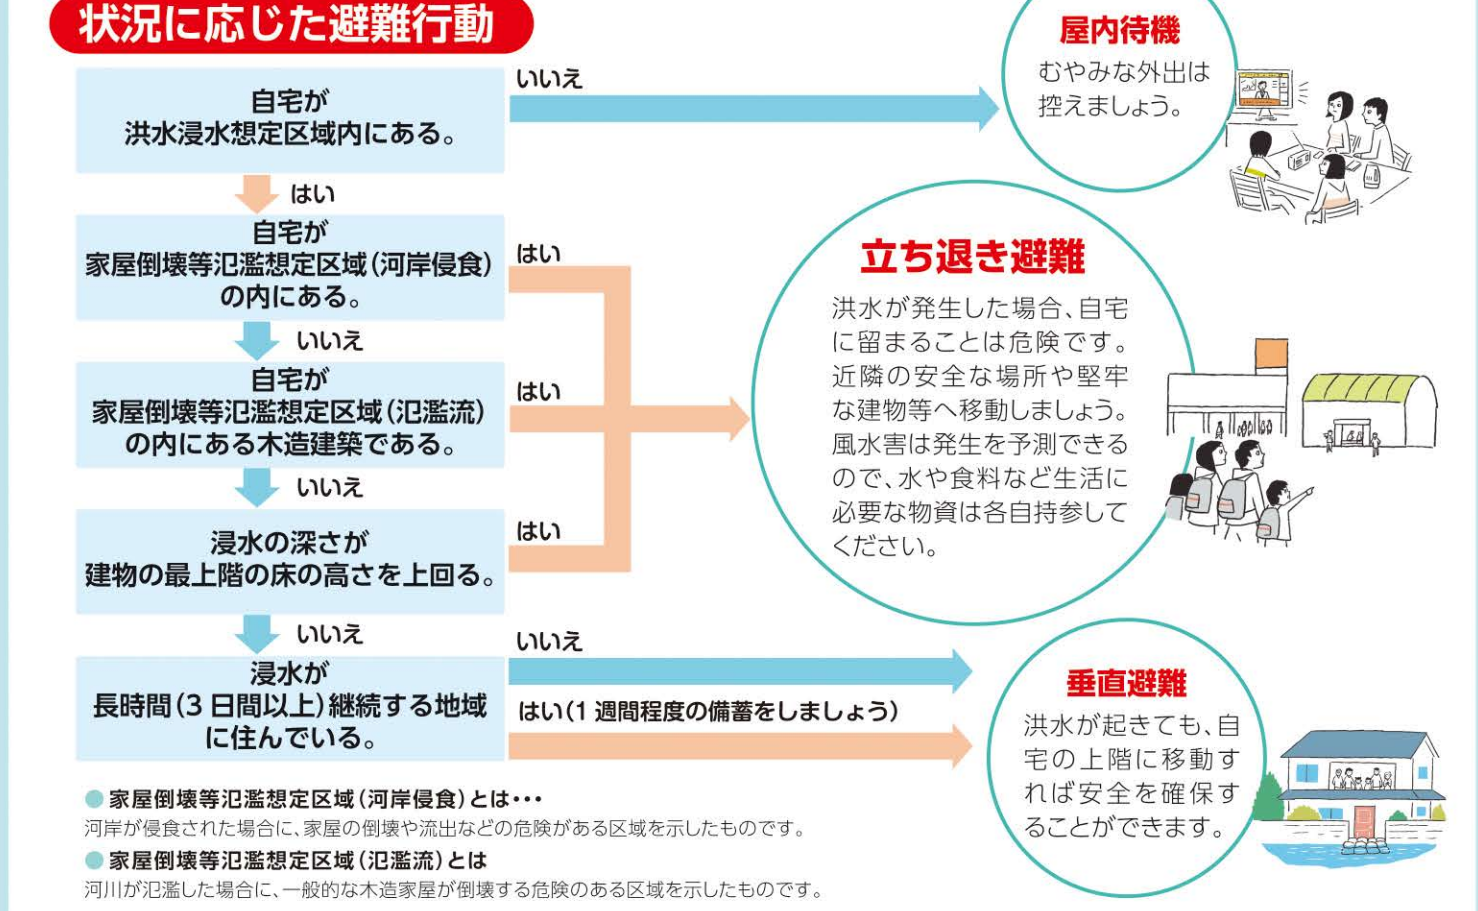 状況に応じた避難行動
自宅が
洪水浸水想定区域内にある。
いいえ
屋内待機
むやみな外出は
控えましょう。
はい
自宅が
家屋倒壊等氾濫想定区域(河岸侵食)
の内にある。
はい
いいえ
自宅が
家屋倒壊等氾濫想定区域(氾濫流)
の内にある木造建築である。
はい
いいえ
浸水の深さが
建物の最上階の床の高さを上回る。
はい
立ち退き避難
洪水が発生した場合、自宅
に留まることは危険です。
近隣の安全な場所や堅牢
な建物等へ移動しましょう。
風水害は発生を予測できる
ので、水や食料など生活に
必要な物資は各自持参して
ください。
いいえ
浸水が
長時間(3日間以上)継続する地域
に住んでいる。
いいえ
はい(1週間程度の備蓄をしましょう)
垂直避難
洪水が起きても、自
宅の上階に移動す
れば安全を確保す
ることができます。
●家屋倒壊等氾濫想定区域(河岸侵食)とは・・・
河岸が侵食された場合に、家屋の倒壊や流出などの危険がある区域を示したものです。
●家屋倒壊等氾濫想定区域(氾濫流)とは
河川が氾濫した場合に、一般的な木造家屋が倒壊する危険のある区域を示したものです。